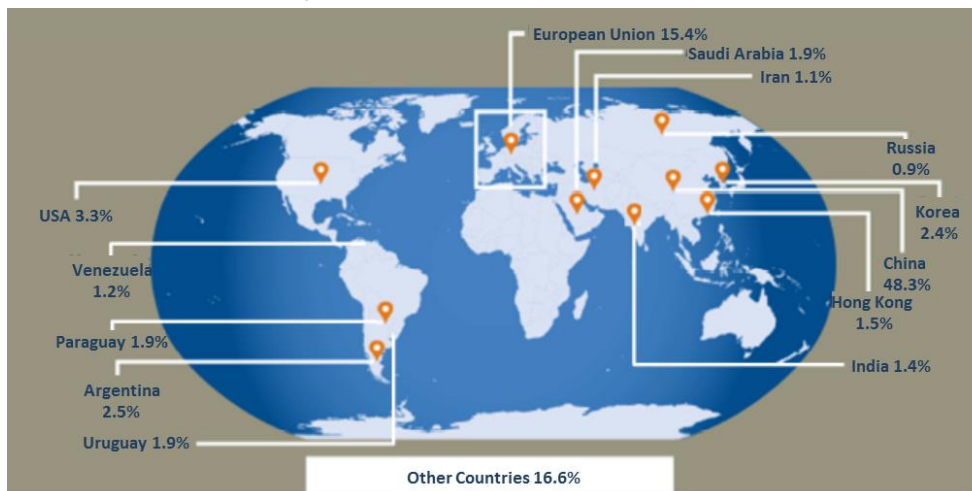 European Union 15.4%
Saudi Arabia 1.9%
Iran 1.1%
Russia
0.9%
USA 3.3%
Korea
2.4%
Venezuela
1.2%
China
48.3%
Hong Kong
1.5%
Paraguay 1.9%
India 1.4%
Argentina
2.5%
Uruguay 1.9%
Other Countries 16.6%